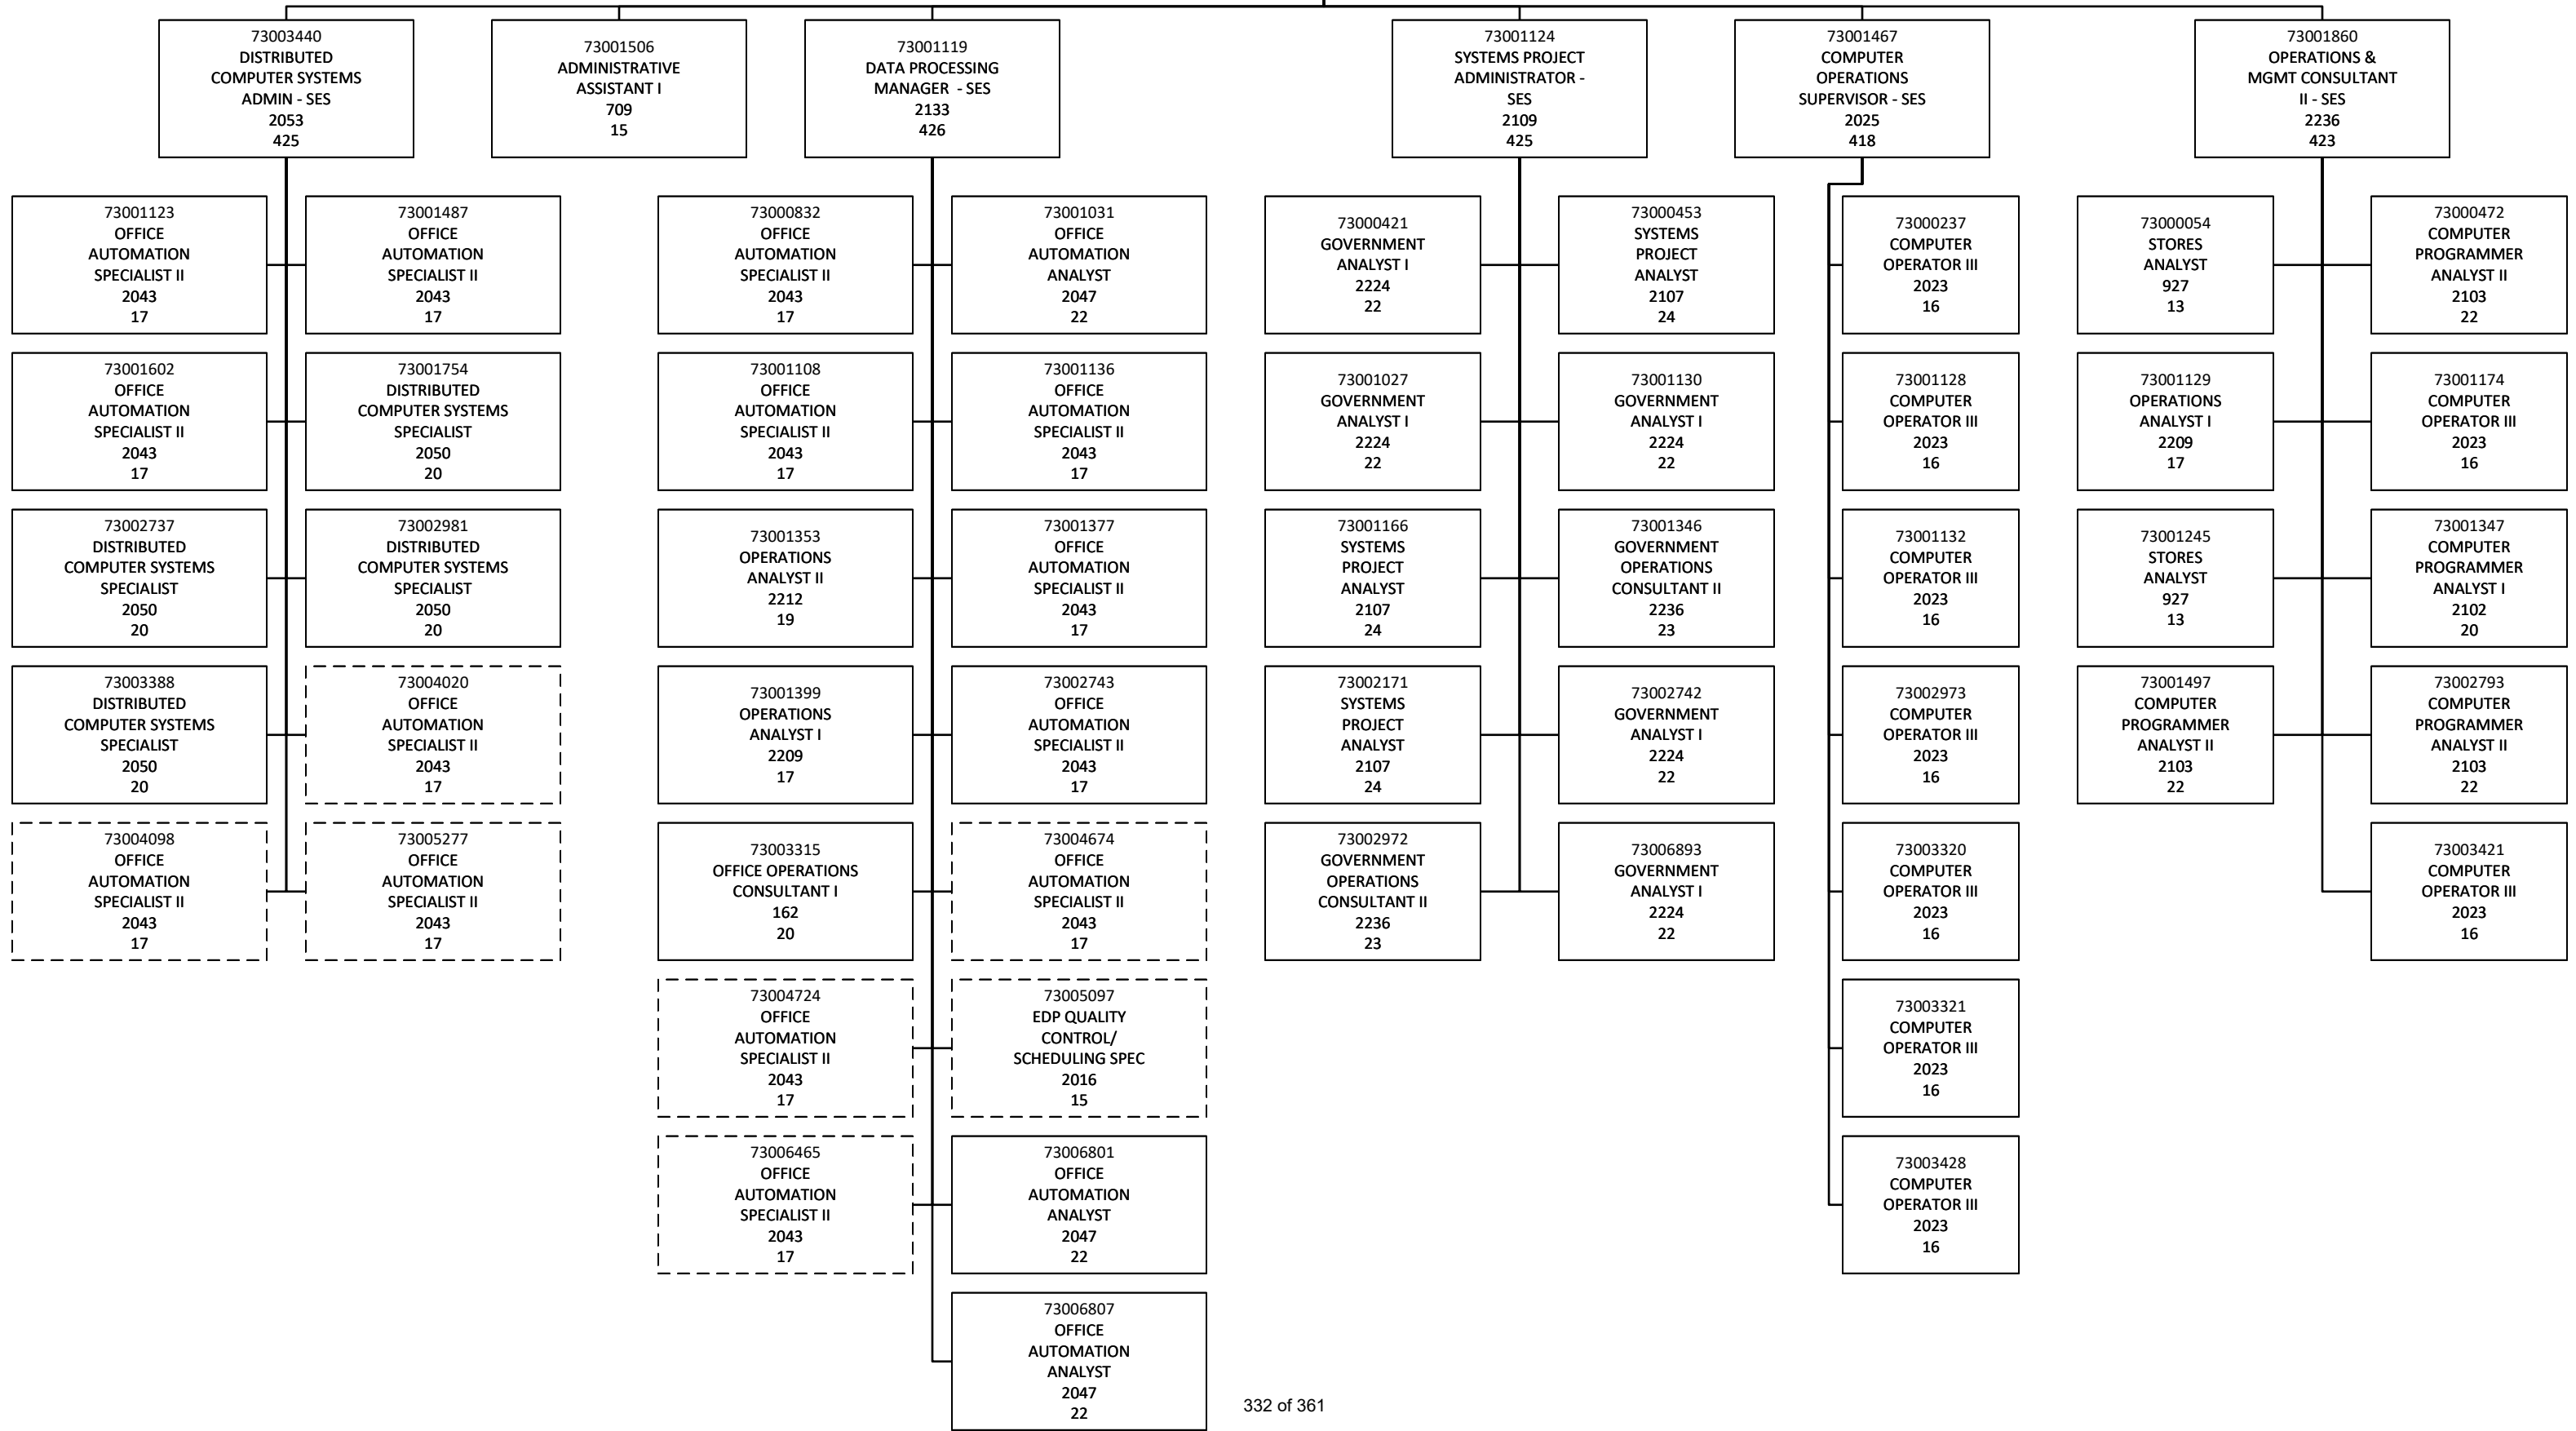 73003440
DISTRIBUTED
COMPUTER SYSTEMS
ADMIN - SES
2053
425
73001506
ADMINISTRATIVE
ASSISTANT I
709
15
73001119
DATA PROCESSING
MANAGER - SES
2133
426
73001124
SYSTEMS PROJECT
ADMINISTRATOR -
SES
2109
425
73001467
COMPUTER
OPERATIONS
SUPERVISOR - SES
2025
418
73001860
OPERATIONS &
MGMT CONSULTANT
II - SES
2236
423
73001123
OFFICE
AUTOMATION
SPECIALIST II
2043
17
73001487
OFFICE
AUTOMATION
SPECIALIST II
2043
17
73000832
OFFICE
AUTOMATION
SPECIALIST II
2043
17
73001031
OFFICE
AUTOMATION
ANALYST
2047
22
73000421
GOVERNMENT
ANALYST I
2224
22
73000453
SYSTEMS
PROJECT
ANALYST
2107
24
73000237
COMPUTER
OPERATOR III
2023
16
73000054
STORES
ANALYST
927
13
73000472
COMPUTER
PROGRAMMER
ANALYST II
2103
22
73001602
OFFICE
AUTOMATION
SPECIALIST II
2043
17
73001754
DISTRIBUTED
COMPUTER SYSTEMS
SPECIALIST
2050
20
73001108
OFFICE
AUTOMATION
SPECIALIST II
2043
17
73001136
OFFICE
AUTOMATION
SPECIALIST II
2043
17
73001027
GOVERNMENT
ANALYST I
2224
22
73001130
GOVERNMENT
ANALYST I
2224
22
73001128
COMPUTER
OPERATOR III
2023
16
73001129
OPERATIONS
ANALYST I
2209
17
73001174
COMPUTER
OPERATOR III
2023
16
73002737
DISTRIBUTED
COMPUTER SYSTEMS
SPECIALIST
2050
20
73002981
DISTRIBUTED
COMPUTER SYSTEMS
SPECIALIST
2050
20
73001353
OPERATIONS
ANALYST II
2212
19
73001377
OFFICE
AUTOMATION
SPECIALIST II
2043
17
73001166
SYSTEMS
PROJECT
ANALYST
2107
24
73001346
GOVERNMENT
OPERATIONS
CONSULTANT II
2236
23
73001132
COMPUTER
OPERATOR III
2023
16
73001245
STORES
ANALYST
927
13
73001347
COMPUTER
PROGRAMMER
ANALYST I
2102
20
73003388
DISTRIBUTED
COMPUTER SYSTEMS
SPECIALIST
2050
20
73004020
OFFICE
AUTOMATION
SPECIALIST II
2043
17
73001399
OPERATIONS
ANALYST I
2209
17
73002743
OFFICE
AUTOMATION
SPECIALIST II
2043
17
73002171
SYSTEMS
PROJECT
ANALYST
2107
24
73002742
GOVERNMENT
ANALYST I
2224
22
73002973
COMPUTER
OPERATOR III
2023
16
73001497
COMPUTER
PROGRAMMER
ANALYST II
2103
22
73002793
COMPUTER
PROGRAMMER
ANALYST II
2103
22
73004098
OFFICE
AUTOMATION
SPECIALIST II
2043
17
73005277
OFFICE
AUTOMATION
SPECIALIST II
2043
17
73003315
OFFICE OPERATIONS
CONSULTANT I
162
20
73004674
OFFICE
AUTOMATION
SPECIALIST II
2043
17
73002972
GOVERNMENT
OPERATIONS
CONSULTANT II
2236
23
73006893
GOVERNMENT
ANALYST I
2224
22
73003320
COMPUTER
OPERATOR III
2023
16
73003421
COMPUTER
OPERATOR III
2023
16
73004724
OFFICE
AUTOMATION
SPECIALIST II
2043
17
73005097
EDP QUALITY
CONTROL/
SCHEDULING SPEC
2016
15
73003321
COMPUTER
OPERATOR III
2023
16
73006465
OFFICE
AUTOMATION
SPECIALIST II
2043
17
73006801
OFFICE
AUTOMATION
ANALYST
2047
22
73003428
COMPUTER
OPERATOR III
2023
16
73006807
OFFICE
AUTOMATION
ANALYST
2047
22
332 of 361